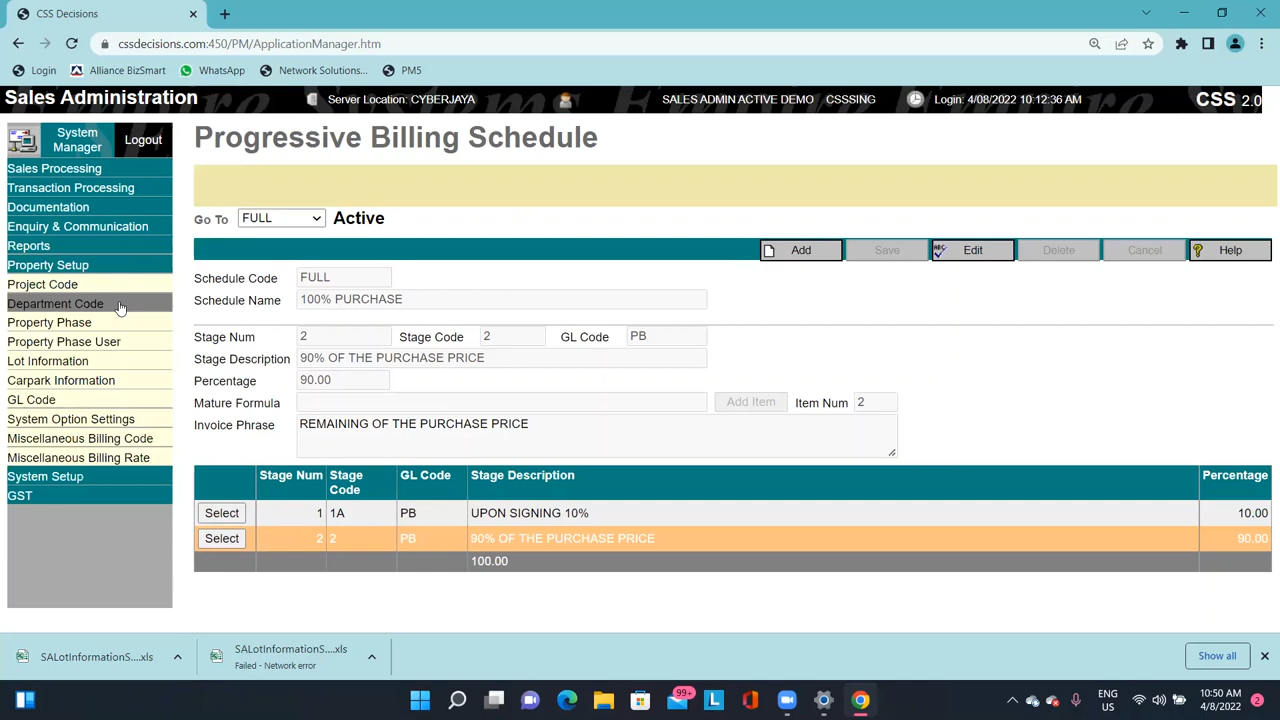 CSS Decisions
cssdecisions.com:450/PM/ApplicationManager.htm
Login
Alliance BizSmart
WhatsApp
Network Solutions...
PM5
Sales Administration
Server Location: CYBERJAYA
SALES ADMIN ACTIVE DEMO
CSSSING
Login: 4/08/2022 10:12:36 AM
CSS 2.0
System
Manager
Logout
Sales Processing
Transaction Processing
Documentation
Enquiry & Communication
Reports
Property Setup
Project Code
Department Code
Property Phase
Property Phase User
Lot Information
Carpark Information
GL Code
System Option Settings
Miscellaneous Billing Code
Miscellaneous Billing Rate
System Setup
GST
Progressive Billing Schedule
Go To FULL Active
Add Save Edit Delete Cancel Help
Schedule Code FULL
Schedule Name 100% PURCHASE
Stage Num 2 Stage Code 2 GL Code PB
Stage Description 90% OF THE PURCHASE PRICE
Percentage 90.00
Mature Formula Add Item Item Num 2
Invoice Phrase REMAINING OF THE PURCHASE PRICE
Stage Num Stage Code GL Code Stage Description Percentage
Select 1 1A PB UPON SIGNING 10% 10.00
Select 2 2 PB 90% OF THE PURCHASE PRICE 90.00
100.00
SALotInformationS....xls
SALotInformationS....xls
Failed - Network error
Show all
99+
ENG
US
10:50 AM
4/8/2022
2